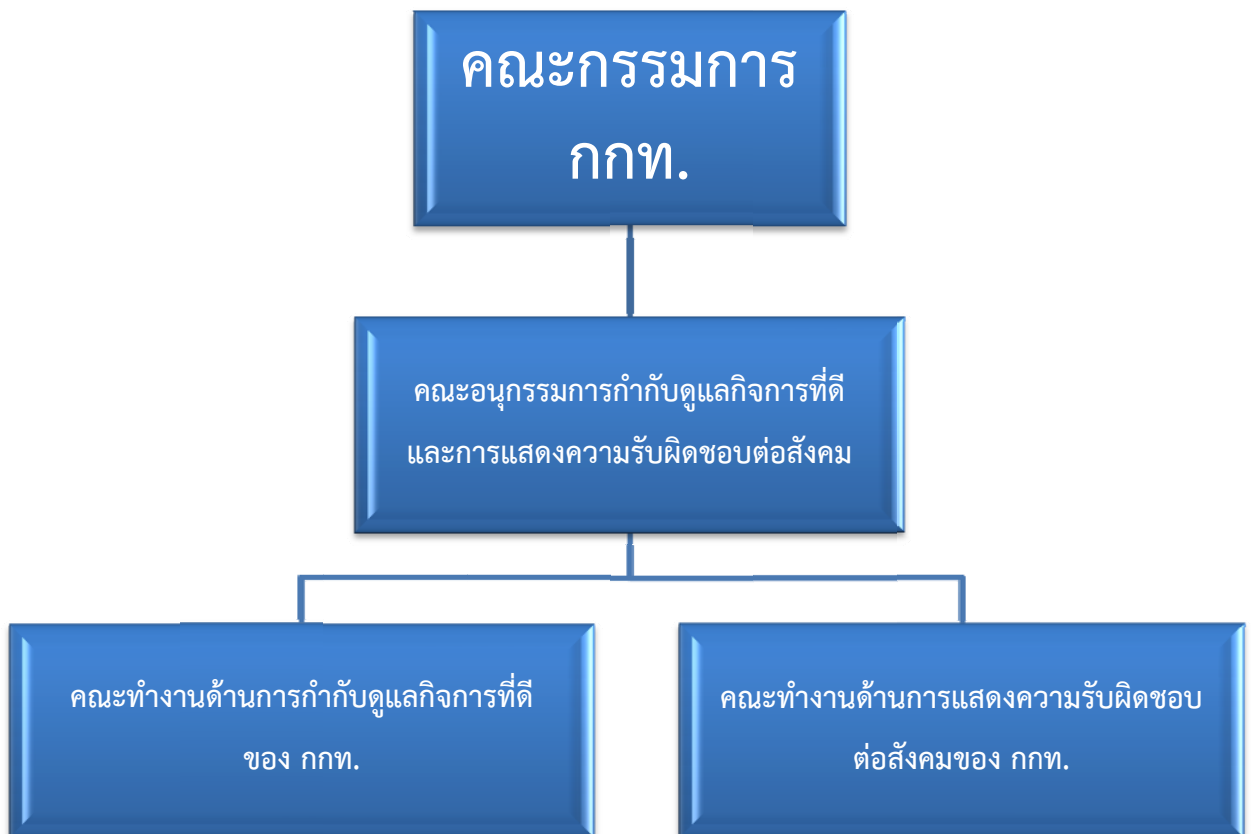 คณะกรรมการ
กกท.
คณะอนุกรรมการกำกับดูแลกิจการที่ดี
และการแสดงความรับผิดชอบต่อสังคม
คณะทำงานด้านการกำกับดูแลกิจการที่ดี
ของ กกท.
คณะทำงานด้านการแสดงความรับผิดชอบ
ต่อสังคมของ กกท.